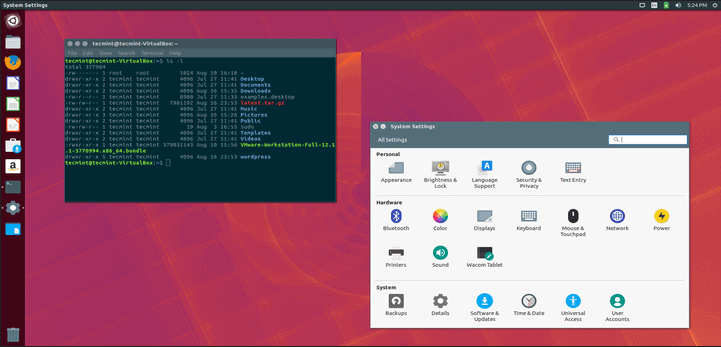 System Settings
En
5:24 PM
tecmint@tecmint-VirtualBox: ~
File Edit View Search Terminal Help
tecmint@tecmint-VirtualBox:~$ ls -l
total 377984
-rw------- 1 root root 1024 Aug 10 16:10 ~
drwxr-xr-x 2 tecmint tecmint 4096 Jul 27 11:41 Desktop
drwxr-xr-x 2 tecmint tecmint 4096 Jul 27 11:41 Documents
drwxr-xr-x 2 tecmint tecmint 4096 Aug 16 15:35 Downloads
-rw-r--r-- 1 tecmint tecmint 8980 Jul 27 11:33 examples.desktop
-rw-rw-r-- 1 tecmint tecmint 7961192 Aug 16 23:53 latest.tar.gz
drwxr-xr-x 2 tecmint tecmint 4096 Jul 27 11:41 Music
drwxr-xr-x 2 tecmint tecmint 4096 Aug 16 15:26 Pictures
drwxr-xr-x 2 tecmint tecmint 4096 Jul 27 11:41 Public
-rw-rw-r-- 1 tecmint tecmint 19 Aug 3 16:55 sudo
drwxr-xr-x 2 tecmint tecmint 4096 Jul 27 11:41 Templates
drwxr-xr-x 2 tecmint tecmint 4096 Jul 27 11:41 Videos
-rwxrwxr-x 1 tecmint tecmint 379031143 Aug 10 15:56 VMware-Workstation-Full-12.1
.1-3770994.x86_64.bundle
drwxr-xr-x 5 tecmint tecmint 4096 Aug 16 23:53 wordpress
tecmint@tecmint-VirtualBox:~$
System Settings
All Settings
Personal
Appearance
Brightness & Lock
Language Support
Security & Privacy
Text Entry
Hardware
Bluetooth
Color
Displays
Keyboard
Mouse & Touchpad
Network
Power
Printers
Sound
Wacom Tablet
System
Backups
Details
Software & Updates
Time & Date
Universal Access
User Accounts